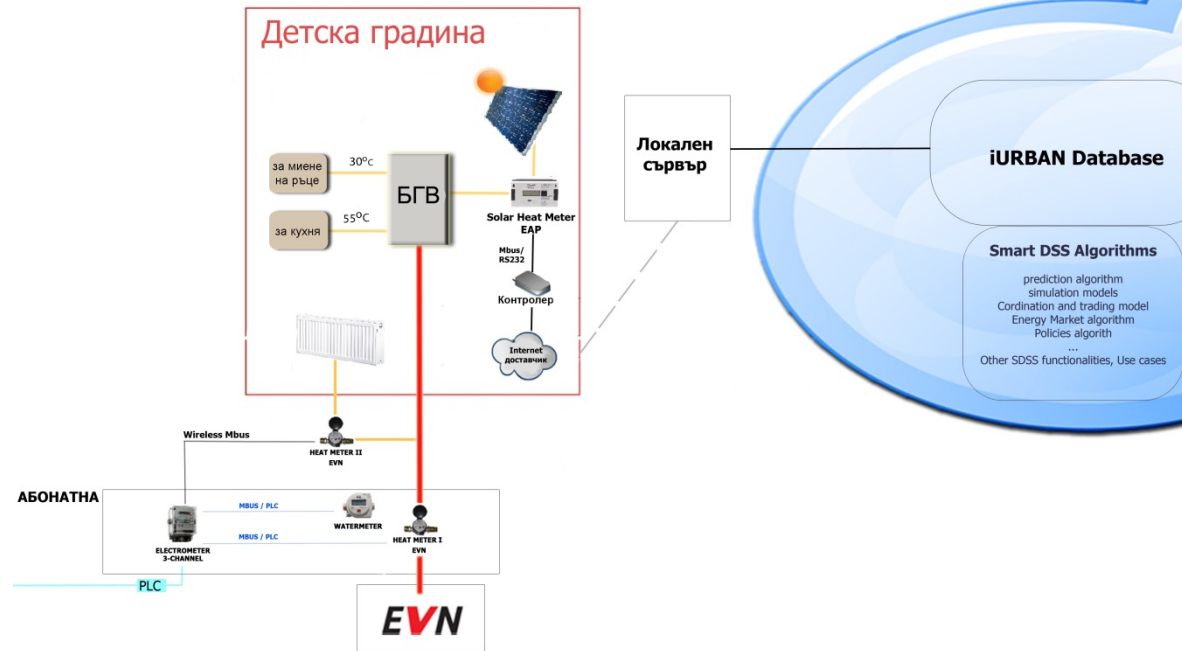 Детска градина
за миене
на ръце
30°C
БГВ
за кухня
55°C
Solar Heat Meter
EAP
Mbus/
RS232
Контролер
Internet
доставчик
Локален
сървър
iURBAN Database
Smart DSS Algorithms
prediction algorithm
simulation models
Cordination and trading model
Energy Market algorithm
Policies algorith
...
Other SDSS functionalities, Use cases
Wireless Mbus
HEAT METER II
EVN
АБОНАТНА
MBUS / PLC
WATERMETER
MBUS / PLC
HEAT METER I
EVN
ELECTROMETER
3-CHANNEL
PLC
EVN